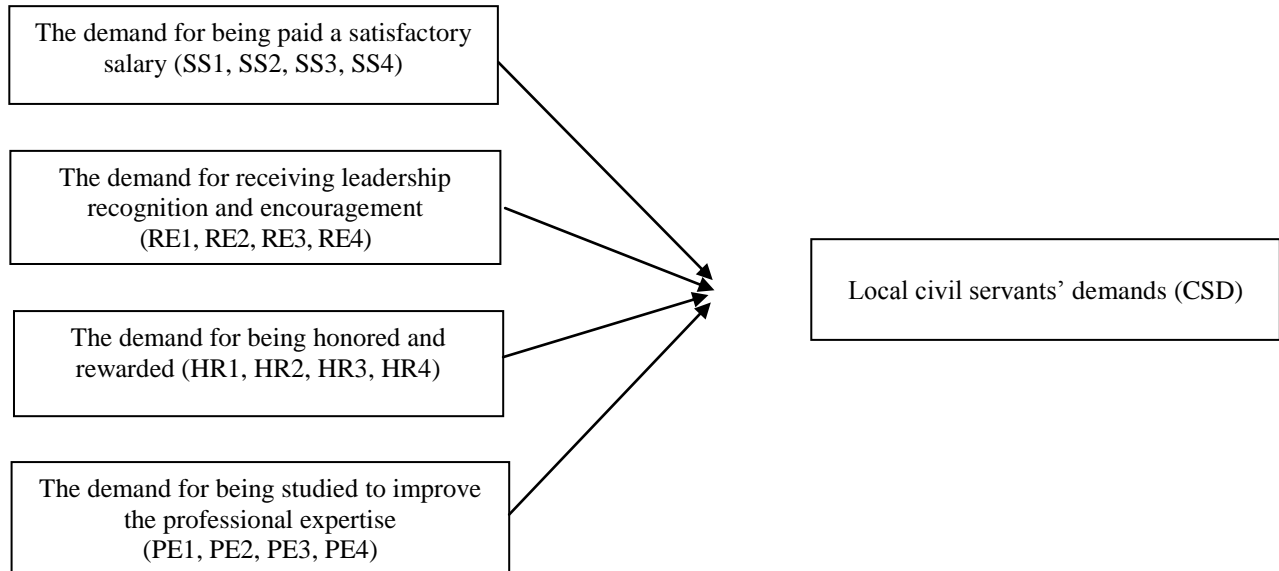 The demand for being paid a satisfactory
salary (SS1, SS2, SS3, SS4)
The demand for receiving leadership
recognition and encouragement
(RE1, RE2, RE3, RE4)
The demand for being honored and
rewarded (HR1, HR2, HR3, HR4)
The demand for being studied to improve
the professional expertise
(PE1, PE2, PE3, PE4)
Local civil servants’ demands (CSD)